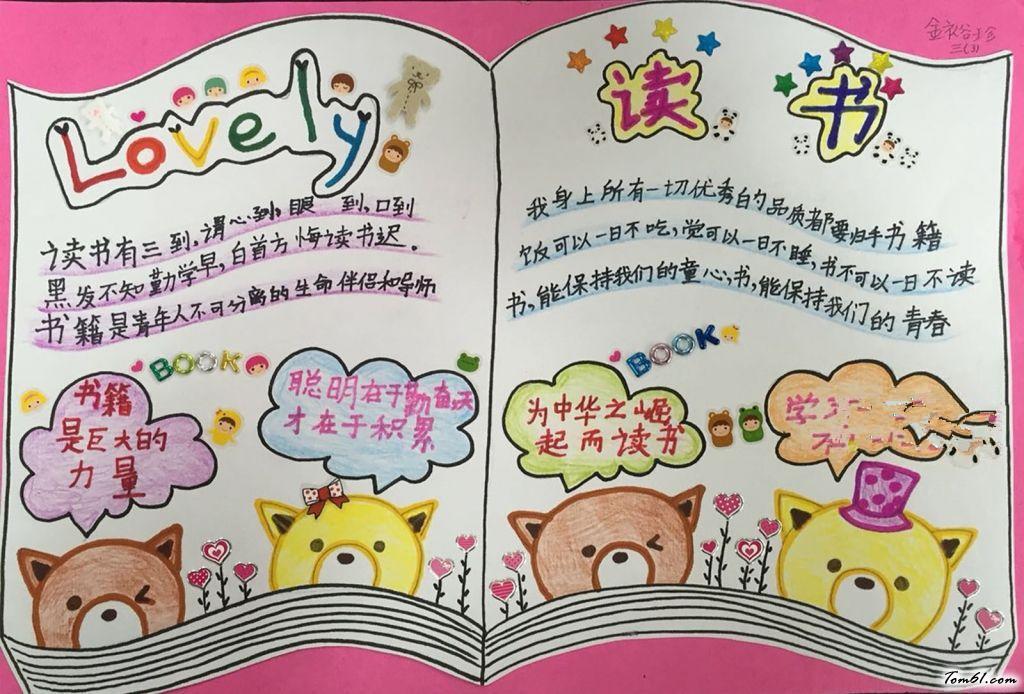 Lovely
读书有三到,谓心到,眼到,口到
黑发不知勤学早,白首方悔读书迟。
书籍是青年人不可分离的生命伴侣和导师
BOOK
书籍
是巨大的
力量
聪明在于勤奋,天
才在于积累
三(3)
读书
我身上所有一切优秀的品质都要归于书籍
饭可以一日不吃,觉可以一日不睡,书不可以一日不读
书,能保持我们的童心,书,能保持我们的青春
BOOK
为中华之崛
起而读书
学
Tom61.com